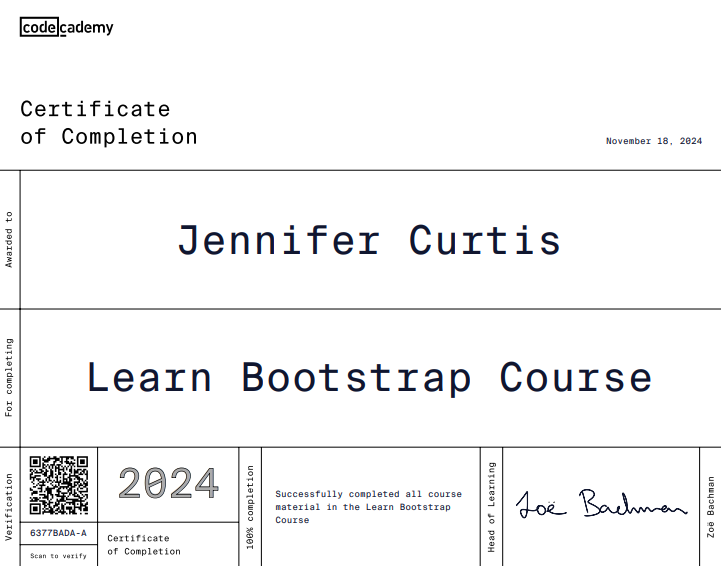 codecademy
Certificate
of Completion
November 18, 2024
Awarded to
Jennifer Curtis
For completing
Learn Bootstrap Course
Verification
6377BADA-A
Scan to verify
2024
Certificate
of Completion
100% completion
Successfully completed all course
material in the Learn Bootstrap
Course
Head of Learning
Zoë Bachman
Zoë Bachman